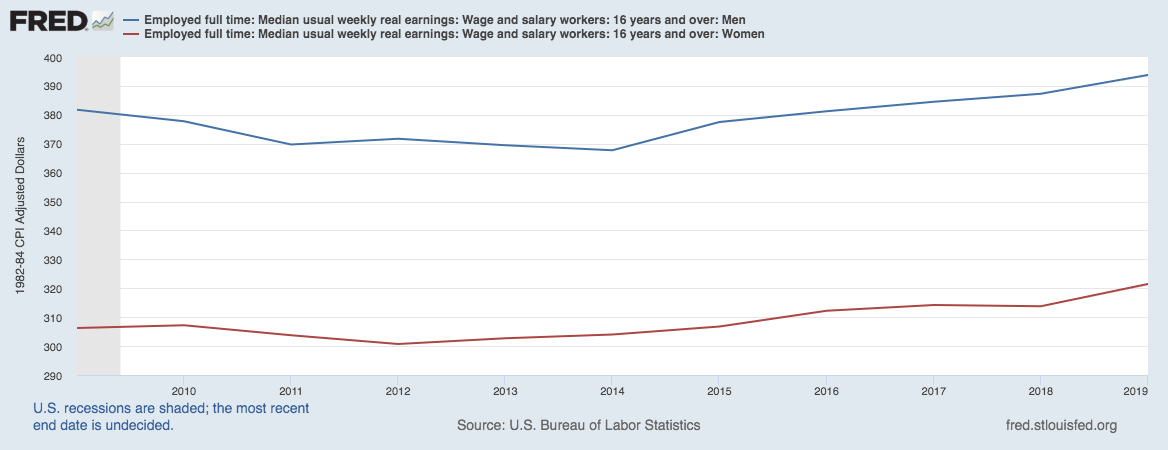 FRED
Employed full time: Median usual weekly real earnings: Wage and salary workers: 16 years and over: Men
Employed full time: Median usual weekly real earnings: Wage and salary workers: 16 years and over: Women
1982-84 CPI Adjusted Dollars
400
390
380
370
360
350
340
330
320
310
300
290
2010 2011 2012 2013 2014 2015 2016 2017 2018 2019
U.S. recessions are shaded; the most recent
end date is undecided.
Source: U.S. Bureau of Labor Statistics
fred.stlouisfed.org